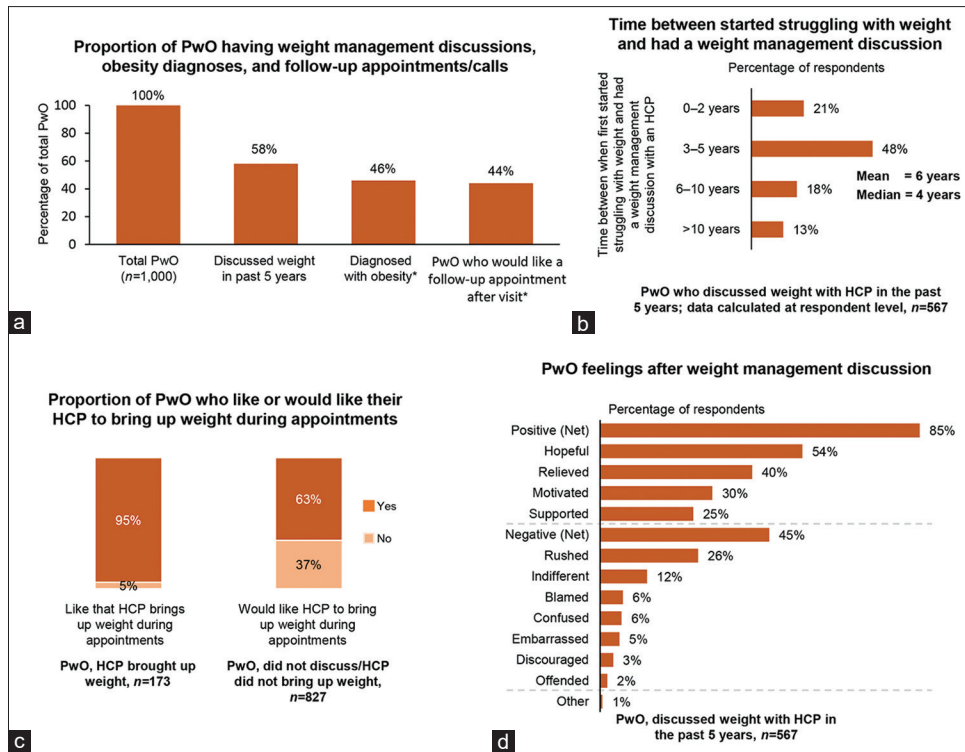 Proportion of PwO having weight management discussions,
obesity diagnoses, and follow-up appointments/calls
Percentage of total PwO
100
80
60
40
20
0
100%
58%
46%
44%
Total PwO
(n=1,000)
Discussed weight
in past 5 years
Diagnosed
with obesity*
PwO who would like a
follow-up appointment
after visit*
a
Time between started struggling with weight
and had a weight management discussion
Percentage of respondent
Time between when first started
struggling with weight and had
a weight management
discussion with an HCP
0–2 years
21%
3–5 years
48%
6–10 years
18%
>10 years
13%
Mean = 6 years
Median = 4 years
PwO who discussed weight with HCP in the past
5 years; data calculated at respondent level, n=567
b
Proportion of PwO who like or would like their
HCP to bring up weight during appointments
95%
5%
63%
37%
Yes
No
Like that HCP brings
up weight during
appointments
PwO, HCP brought up
weight, n=173
Would like HCP to bring
up weight during
appointments
PwO, did not discuss/HCP
did not bring up weight,
n=827
c
PwO feelings after weight management discussion
Percentage of respondents
Positive (Net) 85%
Hopeful 54%
Relieved 40%
Motivated 30%
Supported 25%
Negative (Net) 45%
Rushed 26%
Indifferent 12%
Blamed 6%
Confused 6%
Embarrassed 5%
Discouraged 3%
Offended 2%
Other 1%
PwO, discussed weight with HCP in
the past 5 years, n=567
d